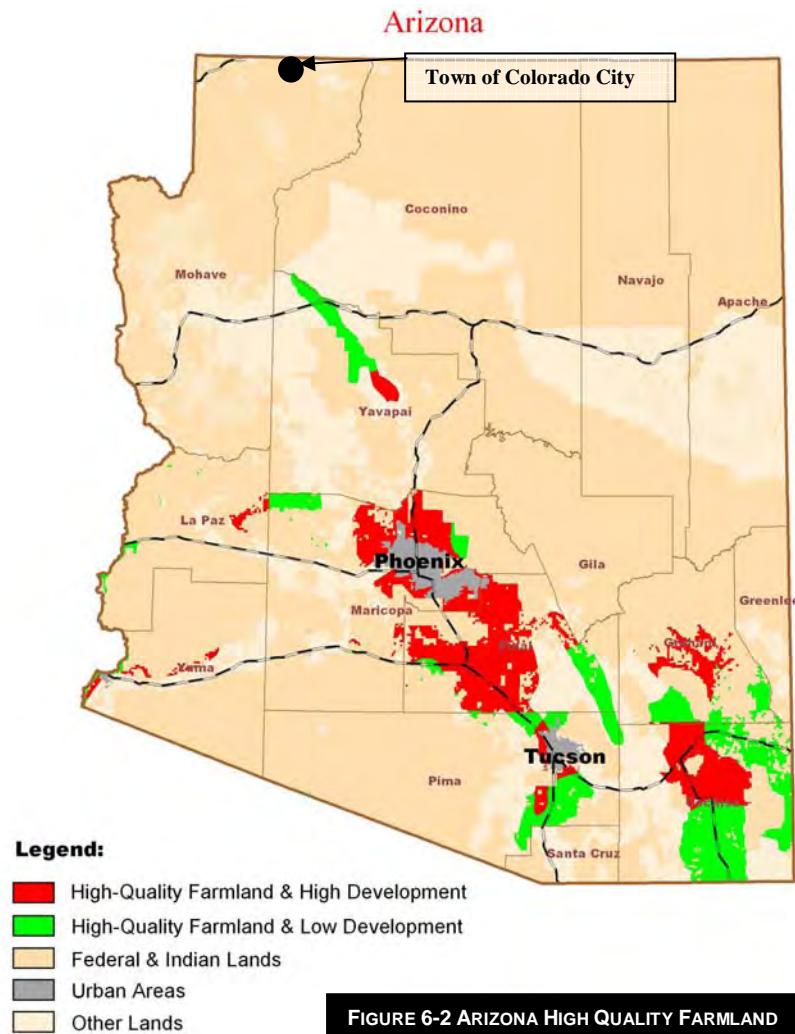 Arizona
Town of Colorado City
Coconino
Mohave
Navajo
Apache
Yavapai
La Paz
Phoenix
Gila
Greenlee
Maricopa
Pinal
Graham
Yuma
Tucson
Pima
Santa Cruz
Legend:
High-Quality Farmland & High Development
High-Quality Farmland & Low Development
Federal & Indian Lands
Urban Areas
Other Lands
FIGURE 6-2 ARIZONA HIGH QUALITY FARMLAND